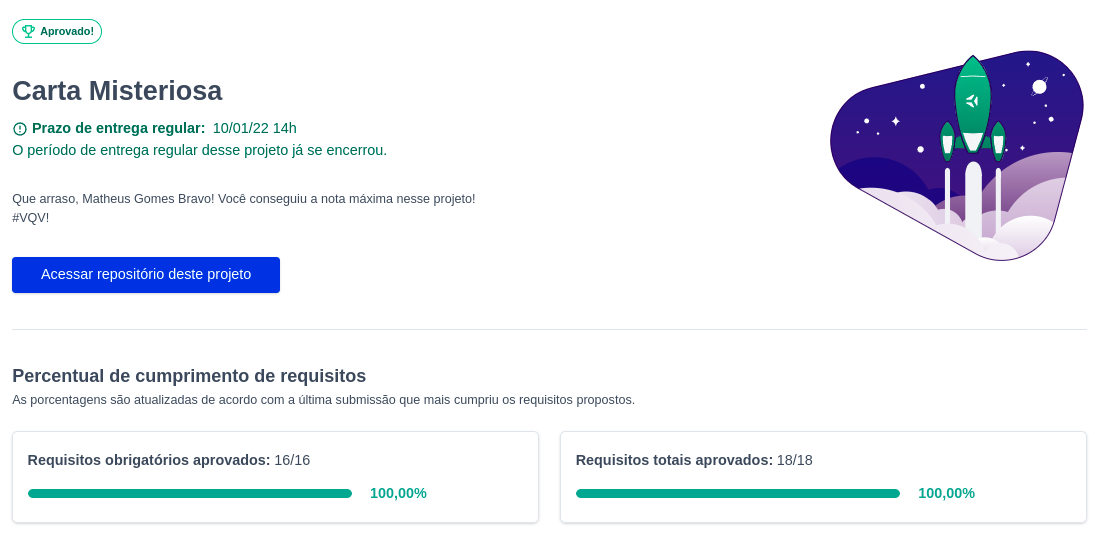 Aprovado!
Carta Misteriosa
Prazo de entrega regular: 10/01/22 14h
O período de entrega regular desse projeto já se encerrou.
Que arraso, Matheus Gomes Bravo! Você conseguiu a nota máxima nesse projeto!
#VQV!
Acessar repositório deste projeto
Percentual de cumprimento de requisitos
As porcentagens são atualizadas de acordo com a última submissão que mais cumpriu os requisitos propostos.
Requisitos obrigatórios aprovados: 16/16
100,00%
Requisitos totais aprovados: 18/18
100,00%